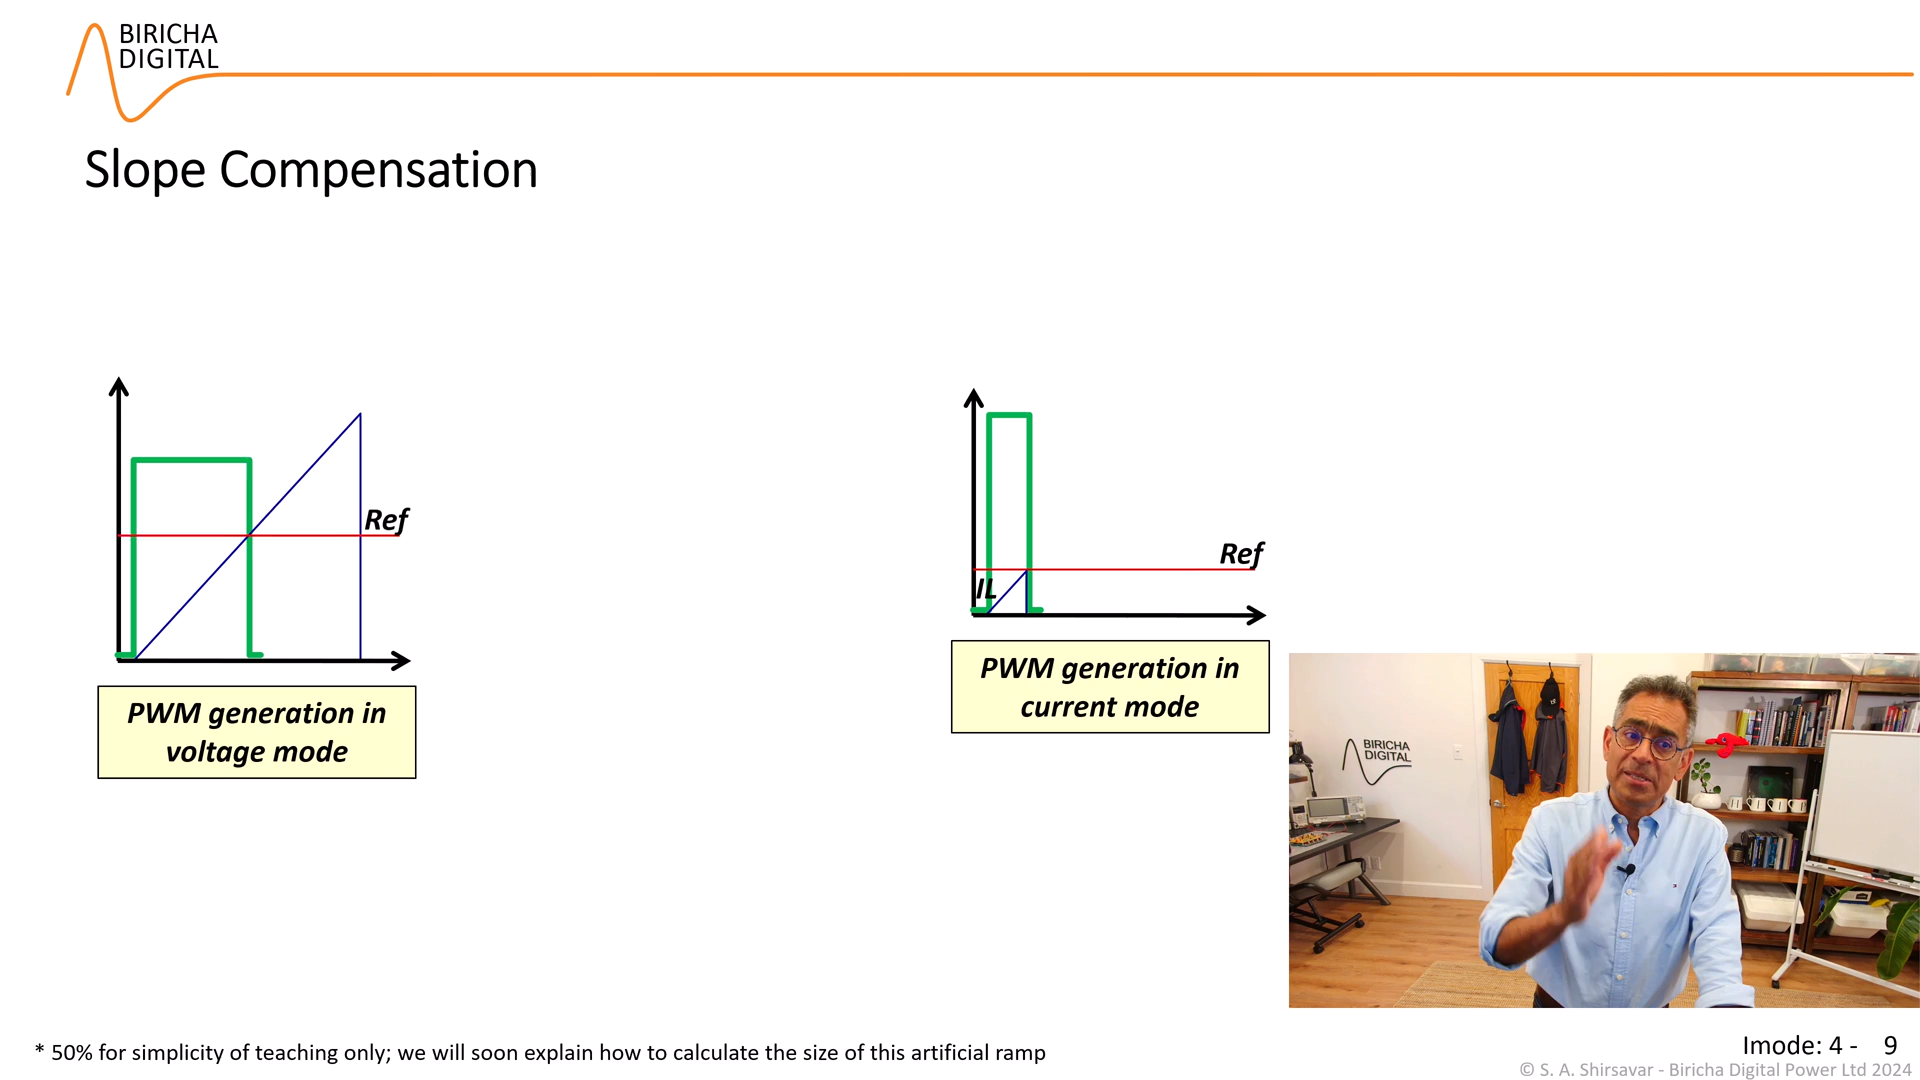 BIRICHA
DIGITAL
Slope Compensation
Ref
PWM generation in
voltage mode
Ref
IL
PWM generation in
current mode
BIRICHA
DIGITAL
* 50% for simplicity of teaching only; we will soon explain how to calculate the size of this artificial ramp
Imode: 4 - 9
© S. A. Shirsavar - Biricha Digital Power Ltd 2024